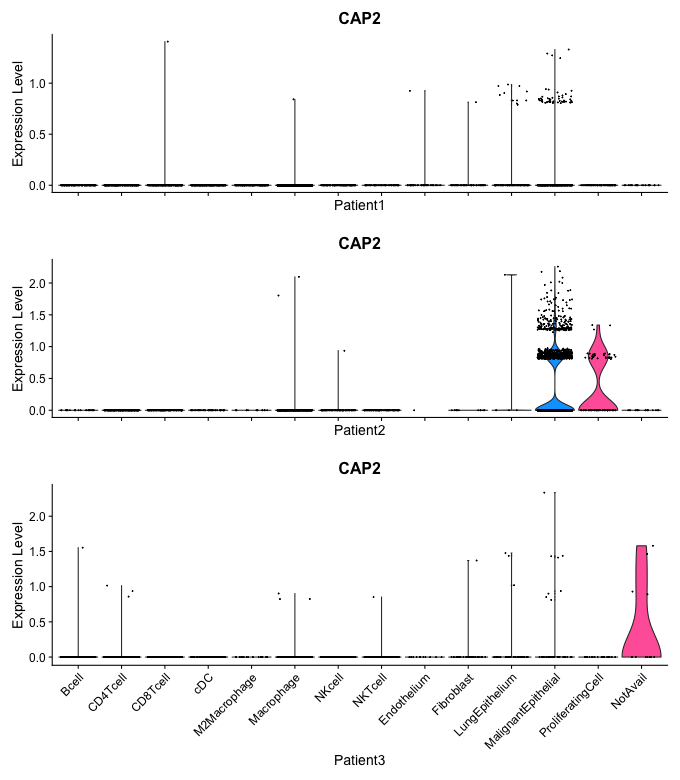 CAP2
Expression Level
1.0
0.5
0.0
Patient1
CAP2
Expression Level
2.0
1.5
1.0
0.5
0.0
Patient2
CAP2
Expression Level
2.0
1.5
1.0
0.5
0.0
Bcell
CD4Tcell
CD8Tcell
cDC
M2Macrophage
Macrophage
NKcell
NKTcell
Endothelium
Fibroblast
LungEpithelium
MalignantEpithelial
ProliferatingCell
NotAvail
Patient3